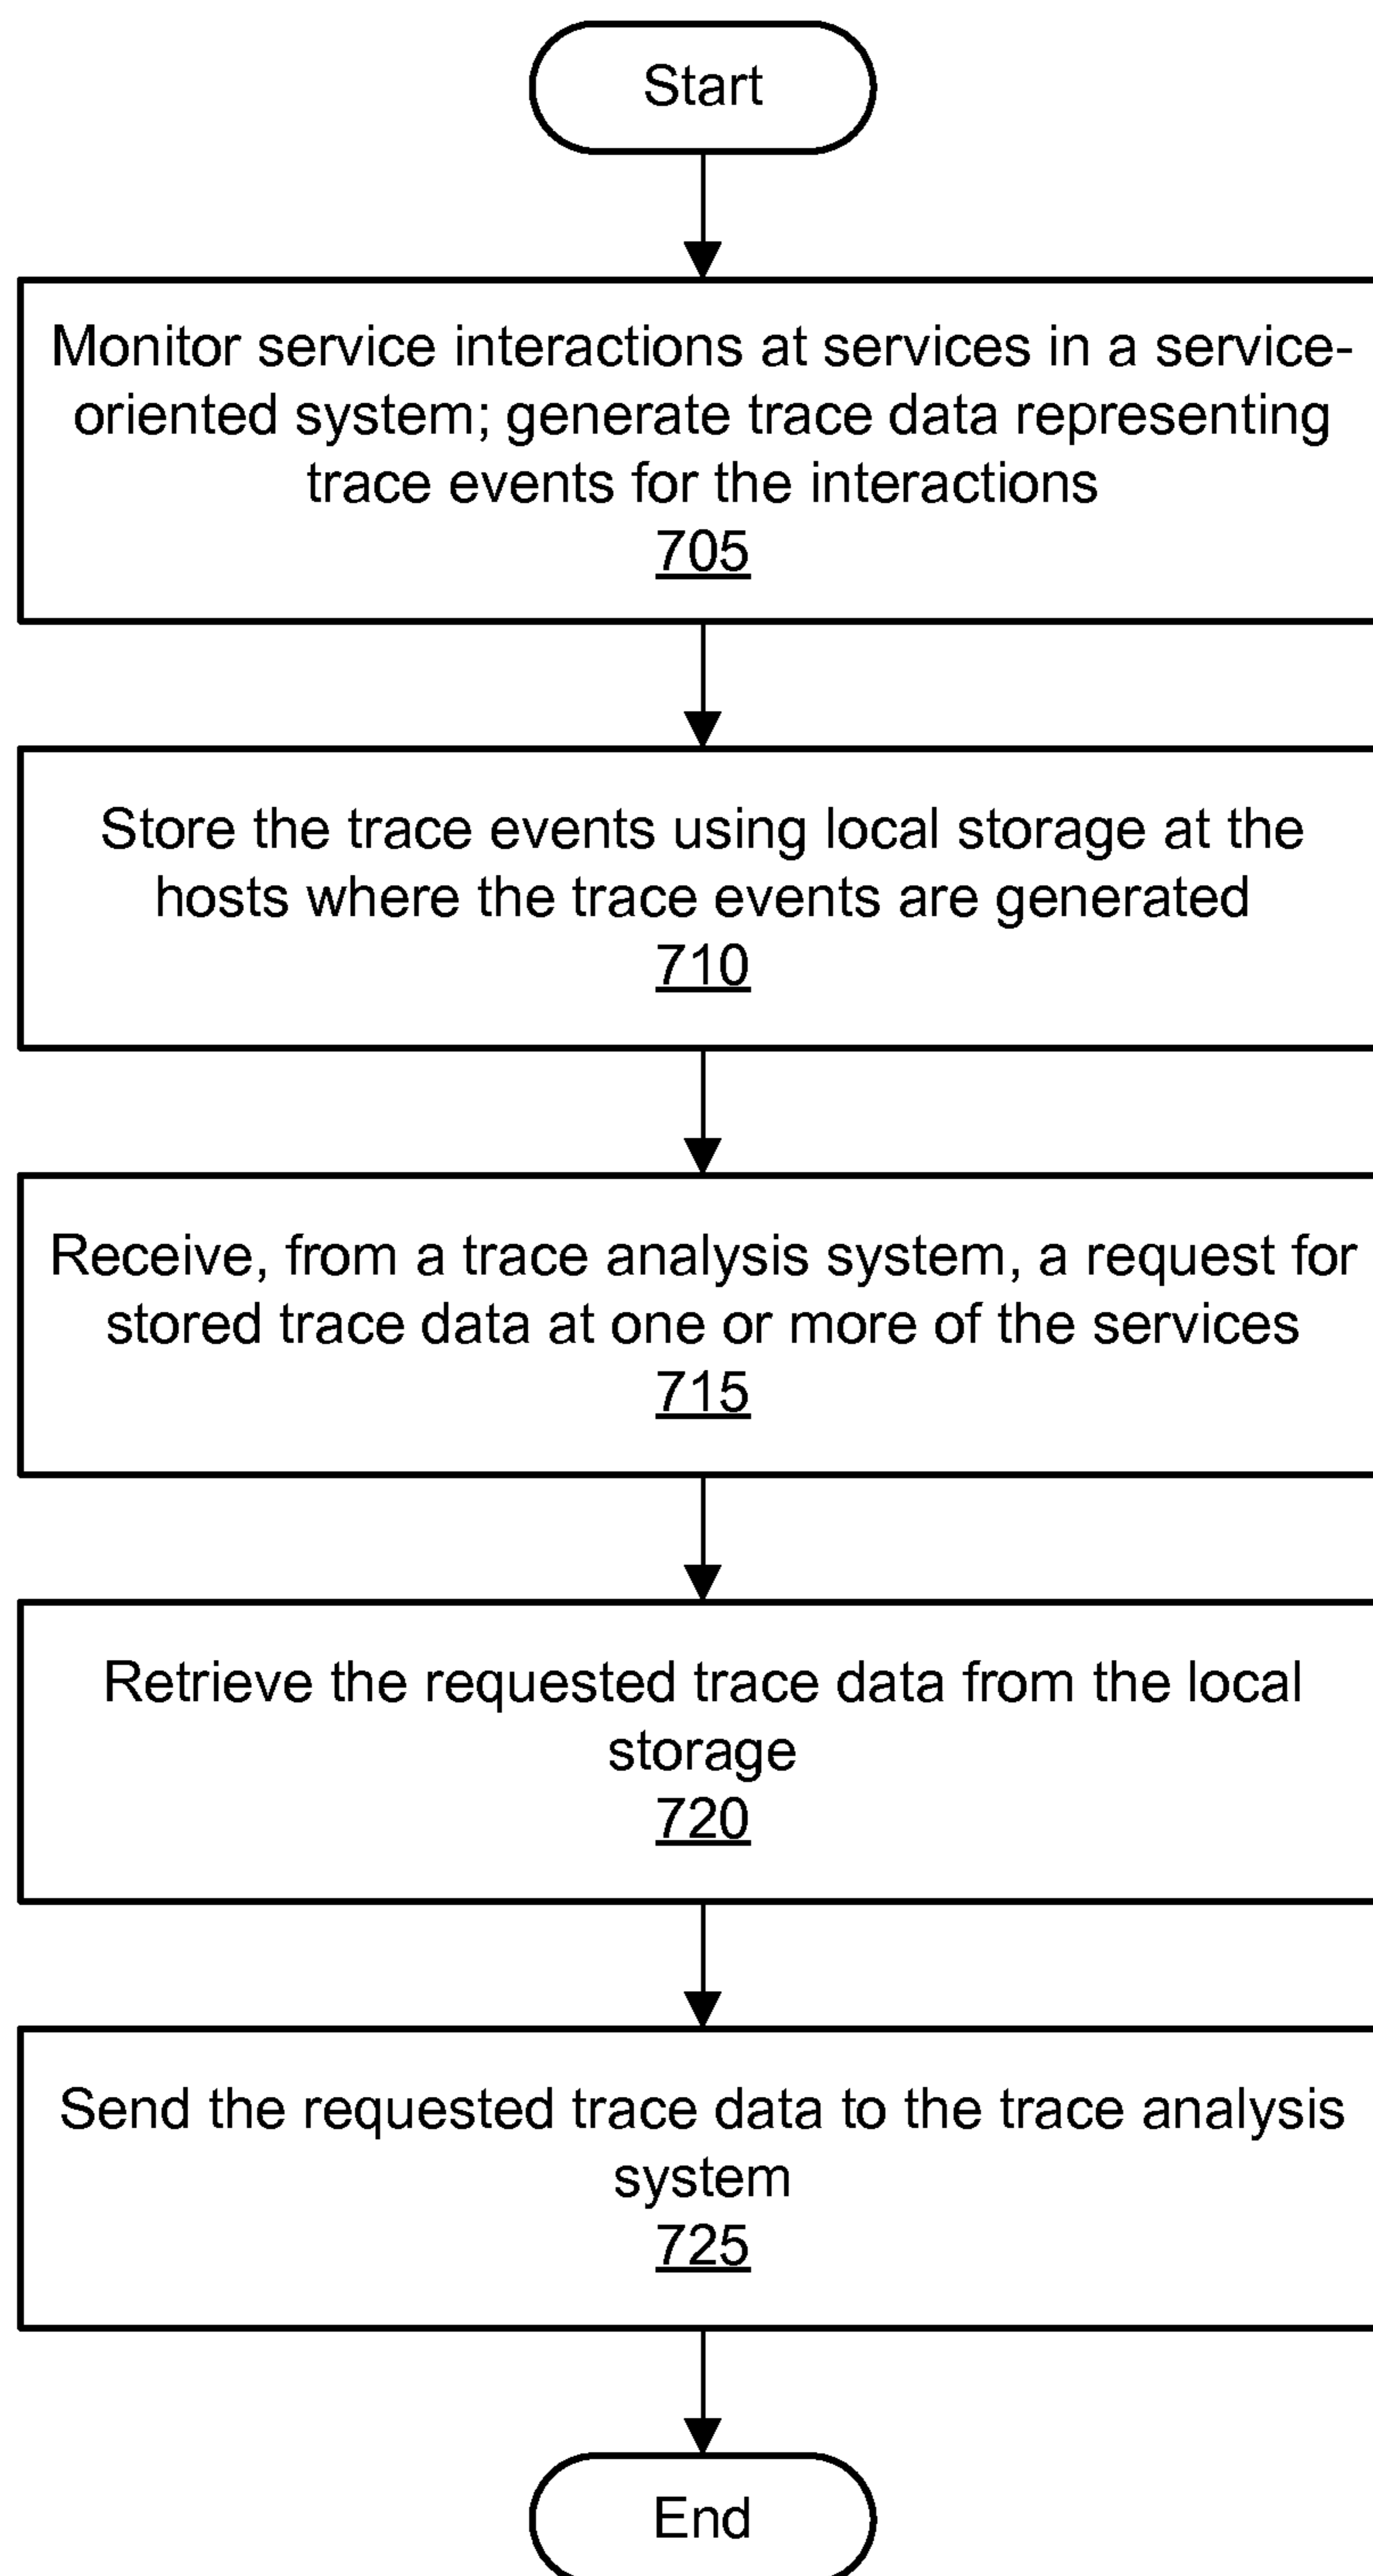 Start
Monitor service interactions at services in a service-
oriented system; generate trace data representing
trace events for the interactions
705
Store the trace events using local storage at the
hosts where the trace events are generated
710
Receive, from a trace analysis system, a request for
stored trace data at one or more of the services
715
Retrieve the requested trace data from the local
storage
720
Send the requested trace data to the trace analysis
system
725
End